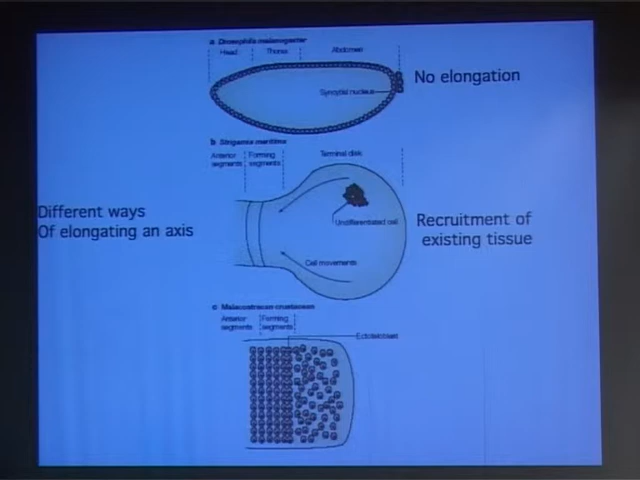 a Drosophila melanogaster
Head Thorax Abdomen
No elongation
Syncytial nucleus
b Strigamia maritima
Anterior segments
Forming segments
Terminal disk
Different ways
Of elongating an axis
Undifferentiated cell
Recruitment of
existing tissue
Cell movements
c Malacostracan crustacean
Anterior segments
Forming segments
Ectoteloblast